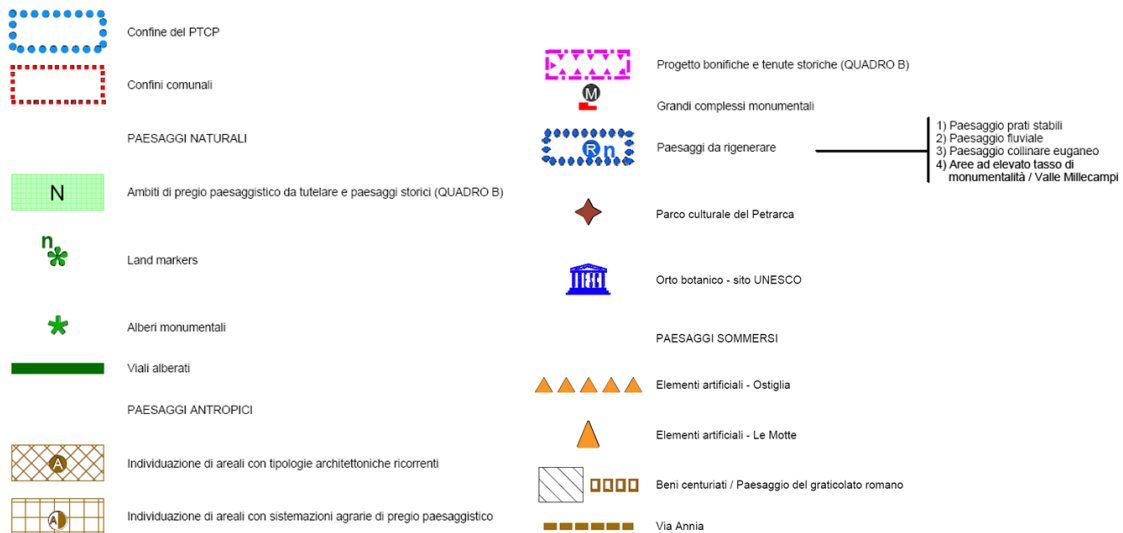 Confine del PTCP
Confini comunali
PAESAGGI NATURALI
N
Ambiti di pregio paesaggistico da tutelare e paesaggi storici (QUADRO B)
n
Land markers
Alberi monumentali
Viali alberati
PAESAGGI ANTROPICI
A
Individuazione di areali con tipologie architettoniche ricorrenti
A
Individuazione di areali con sistemazioni agrarie di pregio paesaggistico
Progetto bonifiche e tenute storiche (QUADRO B)
M
Grandi complessi monumentali
R n
Paesaggi da rigenerare
1) Paesaggio prati stabili
2) Paesaggio fluviale
3) Paesaggio collinare euganeo
4) Aree ad elevato tasso di
monumentalità / Valle Millecampi
Parco culturale del Petrarca
Orto botanico - sito UNESCO
PAESAGGI SOMMERSI
Elementi artificiali - Ostiglia
Elementi artificiali - Le Motte
Beni centuriati / Paesaggio del graticolato romano
Via Annia